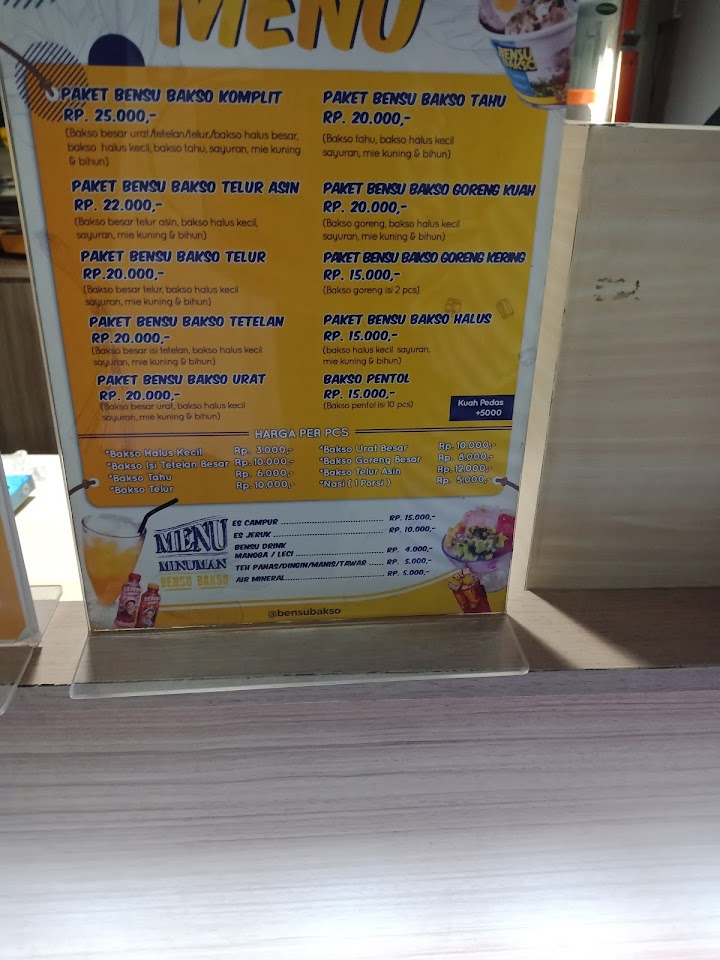 MENU
BENSU
BAKSO
PAKET BENSU BAKSO KOMPLIT
RP. 25.000,-
(Bakso besar urat/tetelan/telur/bakso halus besar,
bakso halus kecil, bakso tahu, sayuran, mie kuning
& bihun)
PAKET BENSU BAKSO TELUR ASIN
RP. 22.000,-
(Bakso besar telur asin, bakso halus kecil,
sayuran, mie kuning & bihun)
PAKET BENSU BAKSO TELUR
RP.20.000,-
(Bakso besar telur, bakso halus kecil
sayuran, mie kuning & bihun)
PAKET BENSU BAKSO TETELAN
RP.20.000,-
(Bakso besar isi tetelan, bakso halus kecil
sayuran, mie kuning & bihun)
PAKET BENSU BAKSO URAT
RP. 20.000,-
(Bakso besar urat, bakso halus kecil
sayuran, mie kuning & bihun)
PAKET BENSU BAKSO TAHU
RP. 20.000,-
(Bakso tahu, bakso halus kecil
sayuran, mie kuning & bihun)
PAKET BENSU BAKSO GORENG KUAH
RP. 20.000,-
(Bakso goreng, bakso halus kecil
sayuran, mie kuning & bihun)
PAKET BENSU BAKSO GORENG KERING
RP. 15.000,-
(Bakso goreng isi 2 pcs)
PAKET BENSU BAKSO HALUS
RP. 15.000,-
(bakso halus kecil sayuran,
mie kuning & bihun)
BAKSO PENTOL
RP. 15.000,-
(Bakso pentol isi 10 pcs)
Kuah Pedas
+5000
HARGA PER PCS
*Bakso Halus Kecil Rp. 3.000,-
*Bakso Isi Tetelan Besar Rp. 10.000,-
*Bakso Tahu Rp. 6.000,-
*Bakso Telur Rp. 10.000,-
*Bakso Urat Besar Rp. 10.000,-
*Bakso Goreng Besar Rp. 8.000,-
*Bakso Telur Asin Rp. 12.000,-
*Nasi ( 1 Porsi ) Rp. 5.000,-
MENU
MINUMAN
BENSU BAKSO
ES CAMPUR RP. 15.000,-
ES JERUK RP. 10.000,-
BENSU DRINK
MANGGA / LECI RP. 4.000,-
TEH PANAS/DINGIN/MANIS/TAWAR RP. 5.000,-
AIR MINERAL RP. 5.000,-
@bensubakso